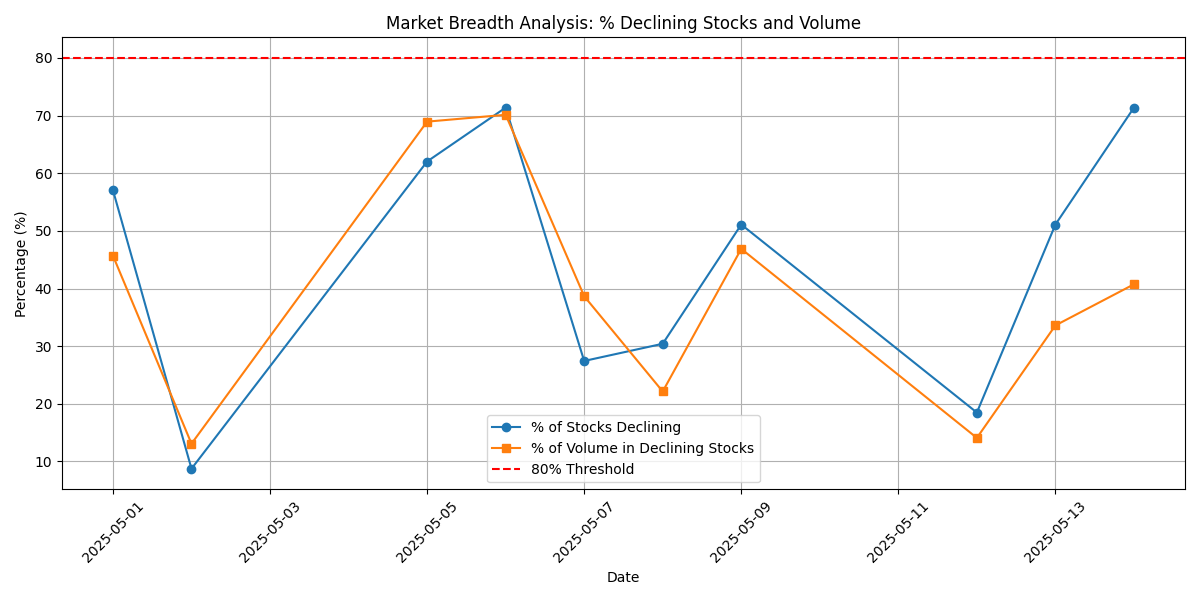 Market Breadth Analysis: % Declining Stocks and Volume
Percentage (%)
80
70
60
50
40
30
20
10
% of Stocks Declining
% of Volume in Declining Stocks
80% Threshold
2025-05-01
2025-05-03
2025-05-05
2025-05-07
2025-05-09
2025-05-11
2025-05-13
Date